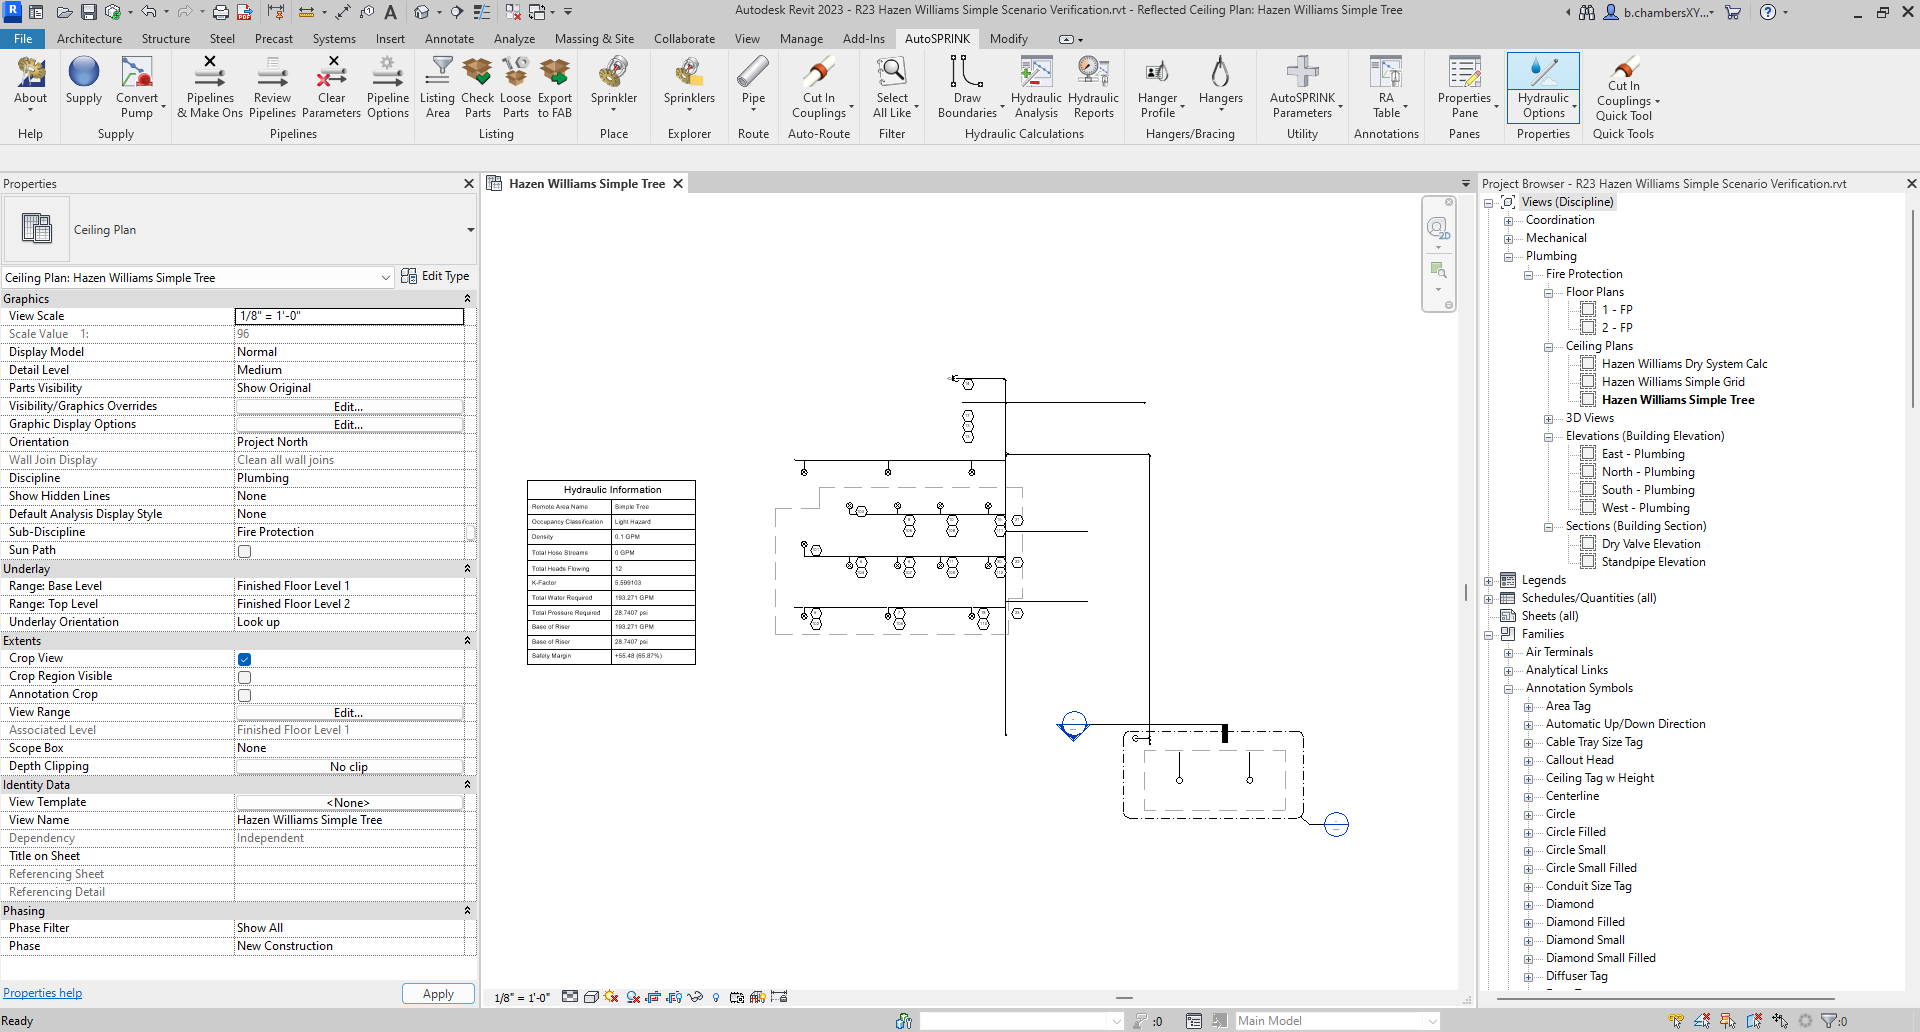 Autodesk Revit 2023 - R23 Hazen Williams Simple Scenario Verification.rvt - Reflected Ceiling Plan: Hazen Williams Simple Tree
b.chambersXY...
File Architecture Structure Steel Precast Systems Insert Annotate Analyze Massing & Site Collaborate View Manage Add-Ins AutoSPRINK Modify
About
Supply
Convert Pump
Pipelines & Make Ons
Review Pipelines
Clear Parameters
Pipeline Options
Listing Area
Check Parts
Loose Parts
Export to FAB
Sprinkler
Sprinklers
Pipe
Cut In Couplings
Select All Like
Draw Boundaries
Hydraulic Analysis
Hydraulic Reports
Hanger Profile
Hangers
AutoSPRINK Parameters
RA Table
Properties Pane
Hydraulic Options
Cut In Couplings Quick Tool
Help Supply Pipelines Listing Place Explorer Route Auto-Route Filter Hydraulic Calculations Hangers/Bracing Utility Annotations Panes Properties Quick Tools
Properties
Ceiling Plan
Ceiling Plan: Hazen Williams Simple Tree
Edit Type
Graphics
View Scale 1/8" = 1'-0"
Scale Value 1: 96
Display Model Normal
Detail Level Medium
Parts Visibility Show Original
Visibility/Graphics Overrides Edit...
Graphic Display Options Edit...
Orientation Project North
Wall Join Display Clean all wall joins
Discipline Plumbing
Show Hidden Lines None
Default Analysis Display Style None
Sub-Discipline Fire Protection
Sun Path
Underlay
Range: Base Level Finished Floor Level 1
Range: Top Level Finished Floor Level 2
Underlay Orientation Look up
Extents
Crop View
Crop Region Visible
Annotation Crop
View Range Edit...
Associated Level Finished Floor Level 1
Scope Box None
Depth Clipping No clip
Identity Data
View Template <None>
View Name Hazen Williams Simple Tree
Dependency Independent
Title on Sheet
Referencing Sheet
Referencing Detail
Phasing
Phase Filter Show All
Phase New Construction
Properties help
Apply
Hazen Williams Simple Tree
2D
Hydraulic Information
Remote Area Name Simple Tree
Occupancy Classification Light Hazard
Density 0.1 GPM
Total Hose Streams 0 GPM
Total Heads Flowing 12
K-Factor 5.599103
Total Water Required 193.271 GPM
Total Pressure Required 28.7407 psi
Base of Riser 193.271 GPM
Base of Riser 28.7407 psi
Safety Margin +55.48 (65.87%)
1/8" = 1'-0"
Project Browser - R23 Hazen Williams Simple Scenario Verification.rvt
Views (Discipline)
Coordination
Mechanical
Plumbing
Fire Protection
Floor Plans
1 - FP
2 - FP
Ceiling Plans
Hazen Williams Dry System Calc
Hazen Williams Simple Grid
Hazen Williams Simple Tree
3D Views
Elevations (Building Elevation)
East - Plumbing
North - Plumbing
South - Plumbing
West - Plumbing
Sections (Building Section)
Dry Valve Elevation
Standpipe Elevation
Legends
Schedules/Quantities (all)
Sheets (all)
Families
Air Terminals
Analytical Links
Annotation Symbols
Area Tag
Automatic Up/Down Direction
Cable Tray Size Tag
Callout Head
Ceiling Tag w Height
Centerline
Circle
Circle Filled
Circle Small
Circle Small Filled
Conduit Size Tag
Diamond
Diamond Filled
Diamond Small
Diamond Small Filled
Diffuser Tag
Ready
:0
Main Model
:0